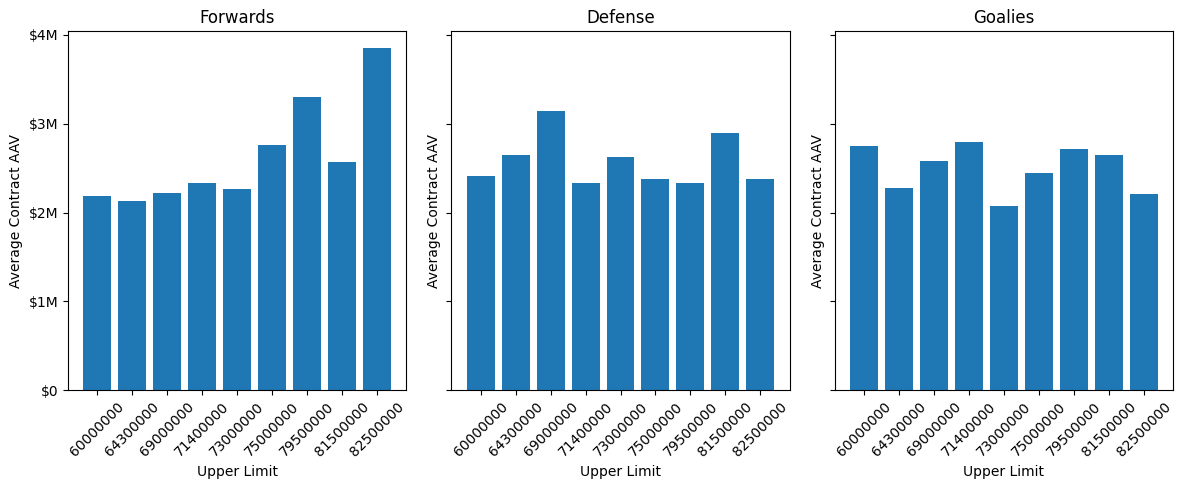 Forwards
Defense
Goalies
Average Contract AAV
$4M
$3M
$2M
$1M
$0
60000000
64300000
69000000
71400000
73000000
75000000
79500000
81500000
82500000
Upper Limit
Average Contract AAV
60000000
64300000
69000000
71400000
73000000
75000000
79500000
81500000
82500000
Upper Limit
Average Contract AAV
60000000
64300000
69000000
71400000
73000000
75000000
79500000
81500000
82500000
Upper Limit